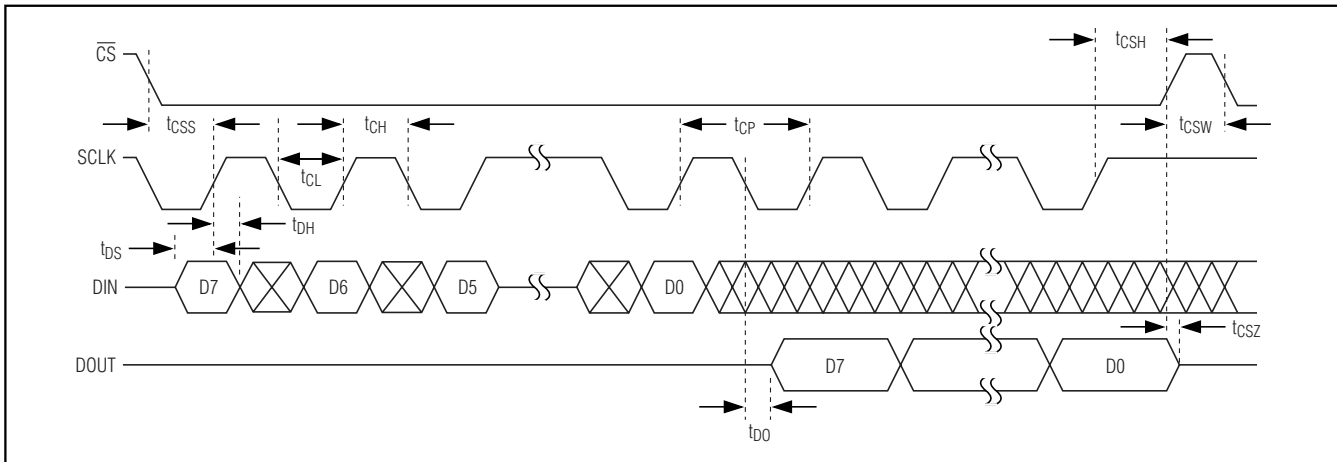 CS
tCSH
tCSS
tCH
tCP
tCSW
SCLK
tCL
tDH
tDS
DIN
D7
D6
D5
D0
tCSZ
DOUT
D7
D0
tDO